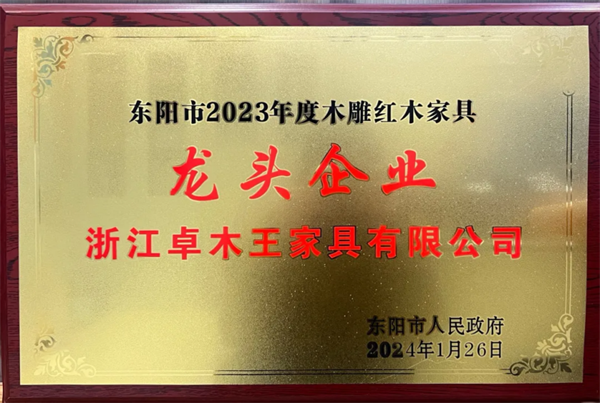 东阳市2023年度木雕红木家具
龙头企业
浙江卓木王家具有限公司
东阳市人民政府
2024年1月26日